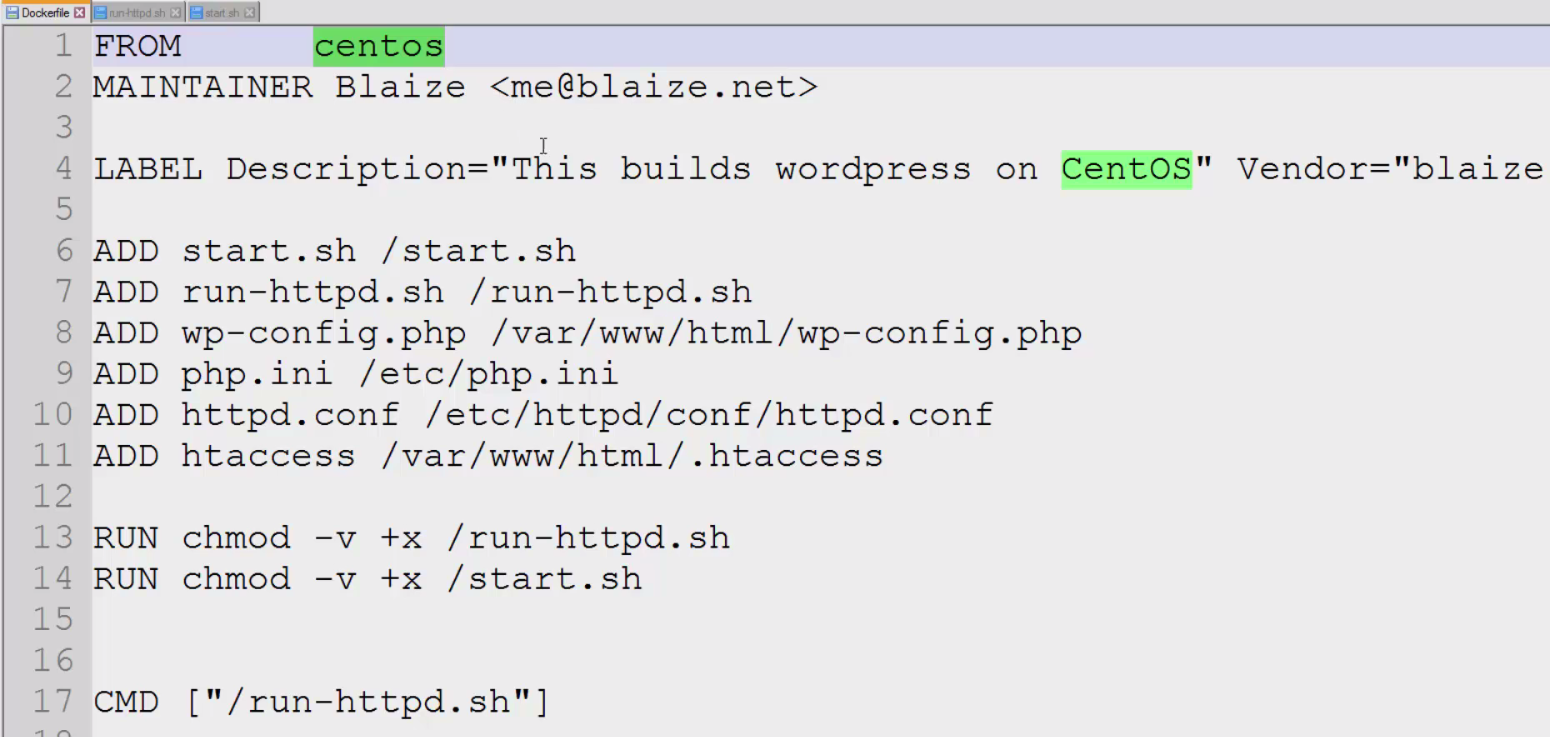 Dockerfile run-httpd.sh start.sh
1 FROM centos
2 MAINTAINER Blaize <me@blaize.net>
3
4 LABEL Description="This builds wordpress on CentOS" Vendor="blaize
5
6 ADD start.sh /start.sh
7 ADD run-httpd.sh /run-httpd.sh
8 ADD wp-config.php /var/www/html/wp-config.php
9 ADD php.ini /etc/php.ini
10 ADD httpd.conf /etc/httpd/conf/httpd.conf
11 ADD htaccess /var/www/html/.htaccess
12
13 RUN chmod -v +x /run-httpd.sh
14 RUN chmod -v +x /start.sh
15
16
17 CMD ["/run-httpd.sh"]